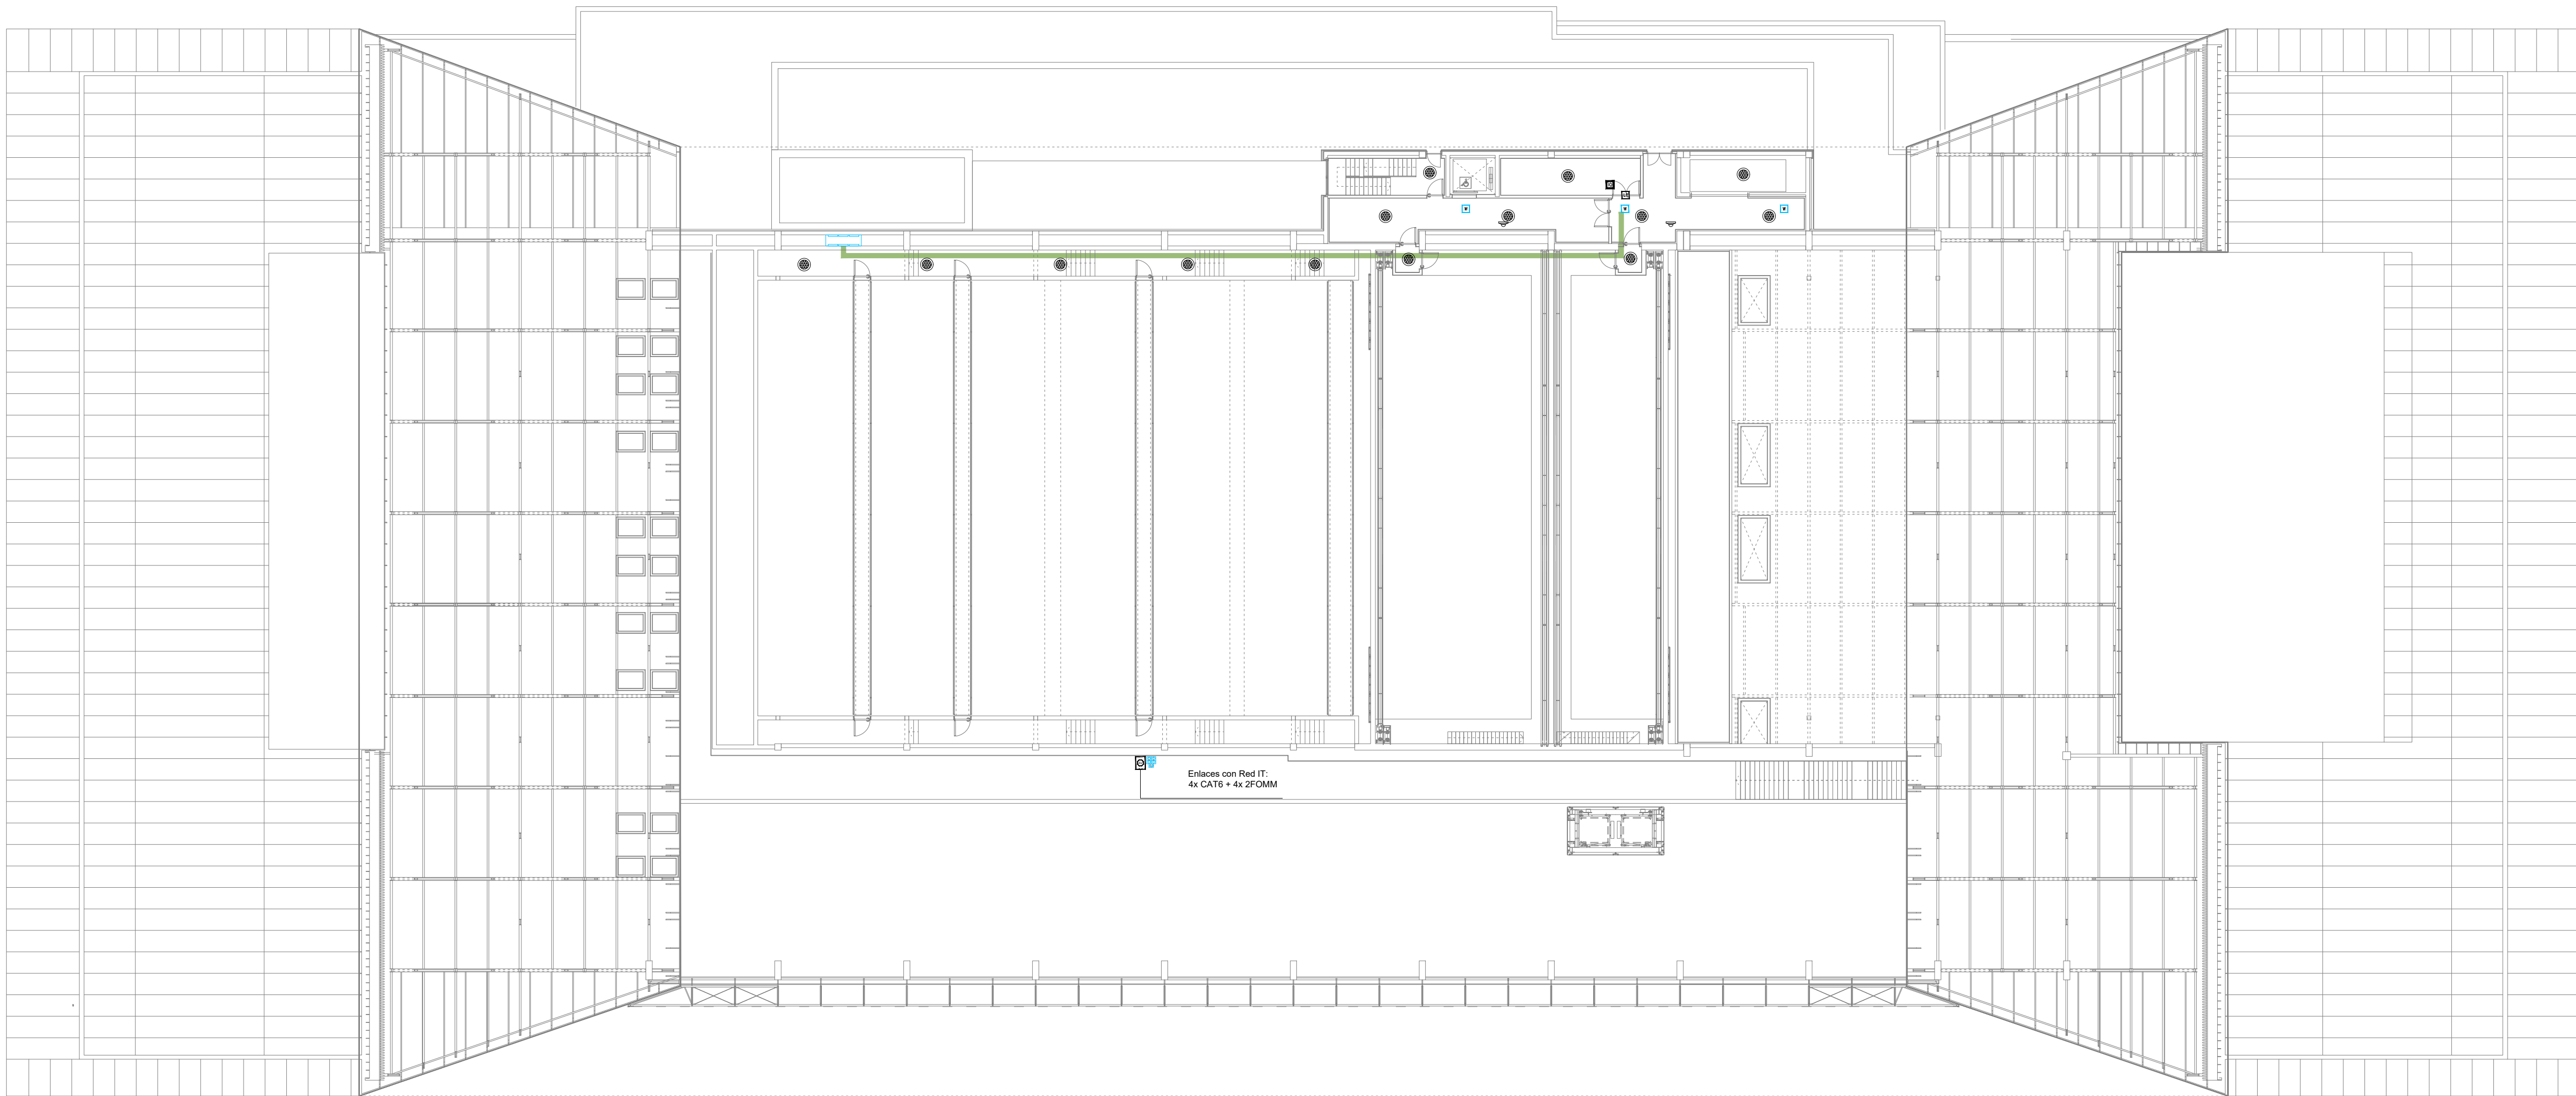 Enlaces con Red IT:
4x CAT6 + 4x 2FOMM